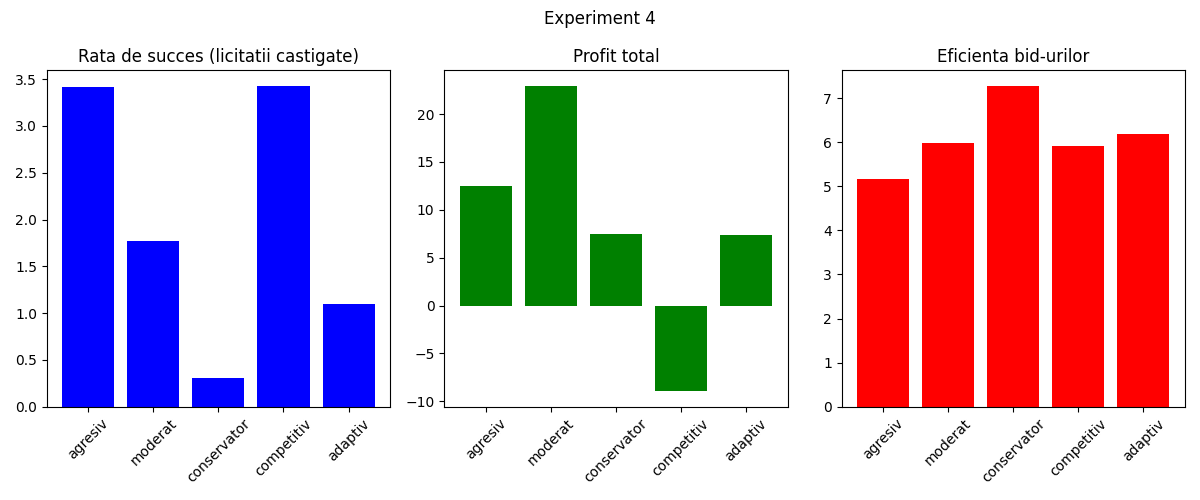 Experiment 4
Rata de succes (licitatii castigate)
3.5
3.0
2.5
2.0
1.5
1.0
0.5
0.0
agresiv
moderat
conservator
competitiv
adaptiv
Profit total
20
15
10
5
0
−5
−10
agresiv
moderat
conservator
competitiv
adaptiv
Eficienta bid-urilor
7
6
5
4
3
2
1
0
agresiv
moderat
conservator
competitiv
adaptiv